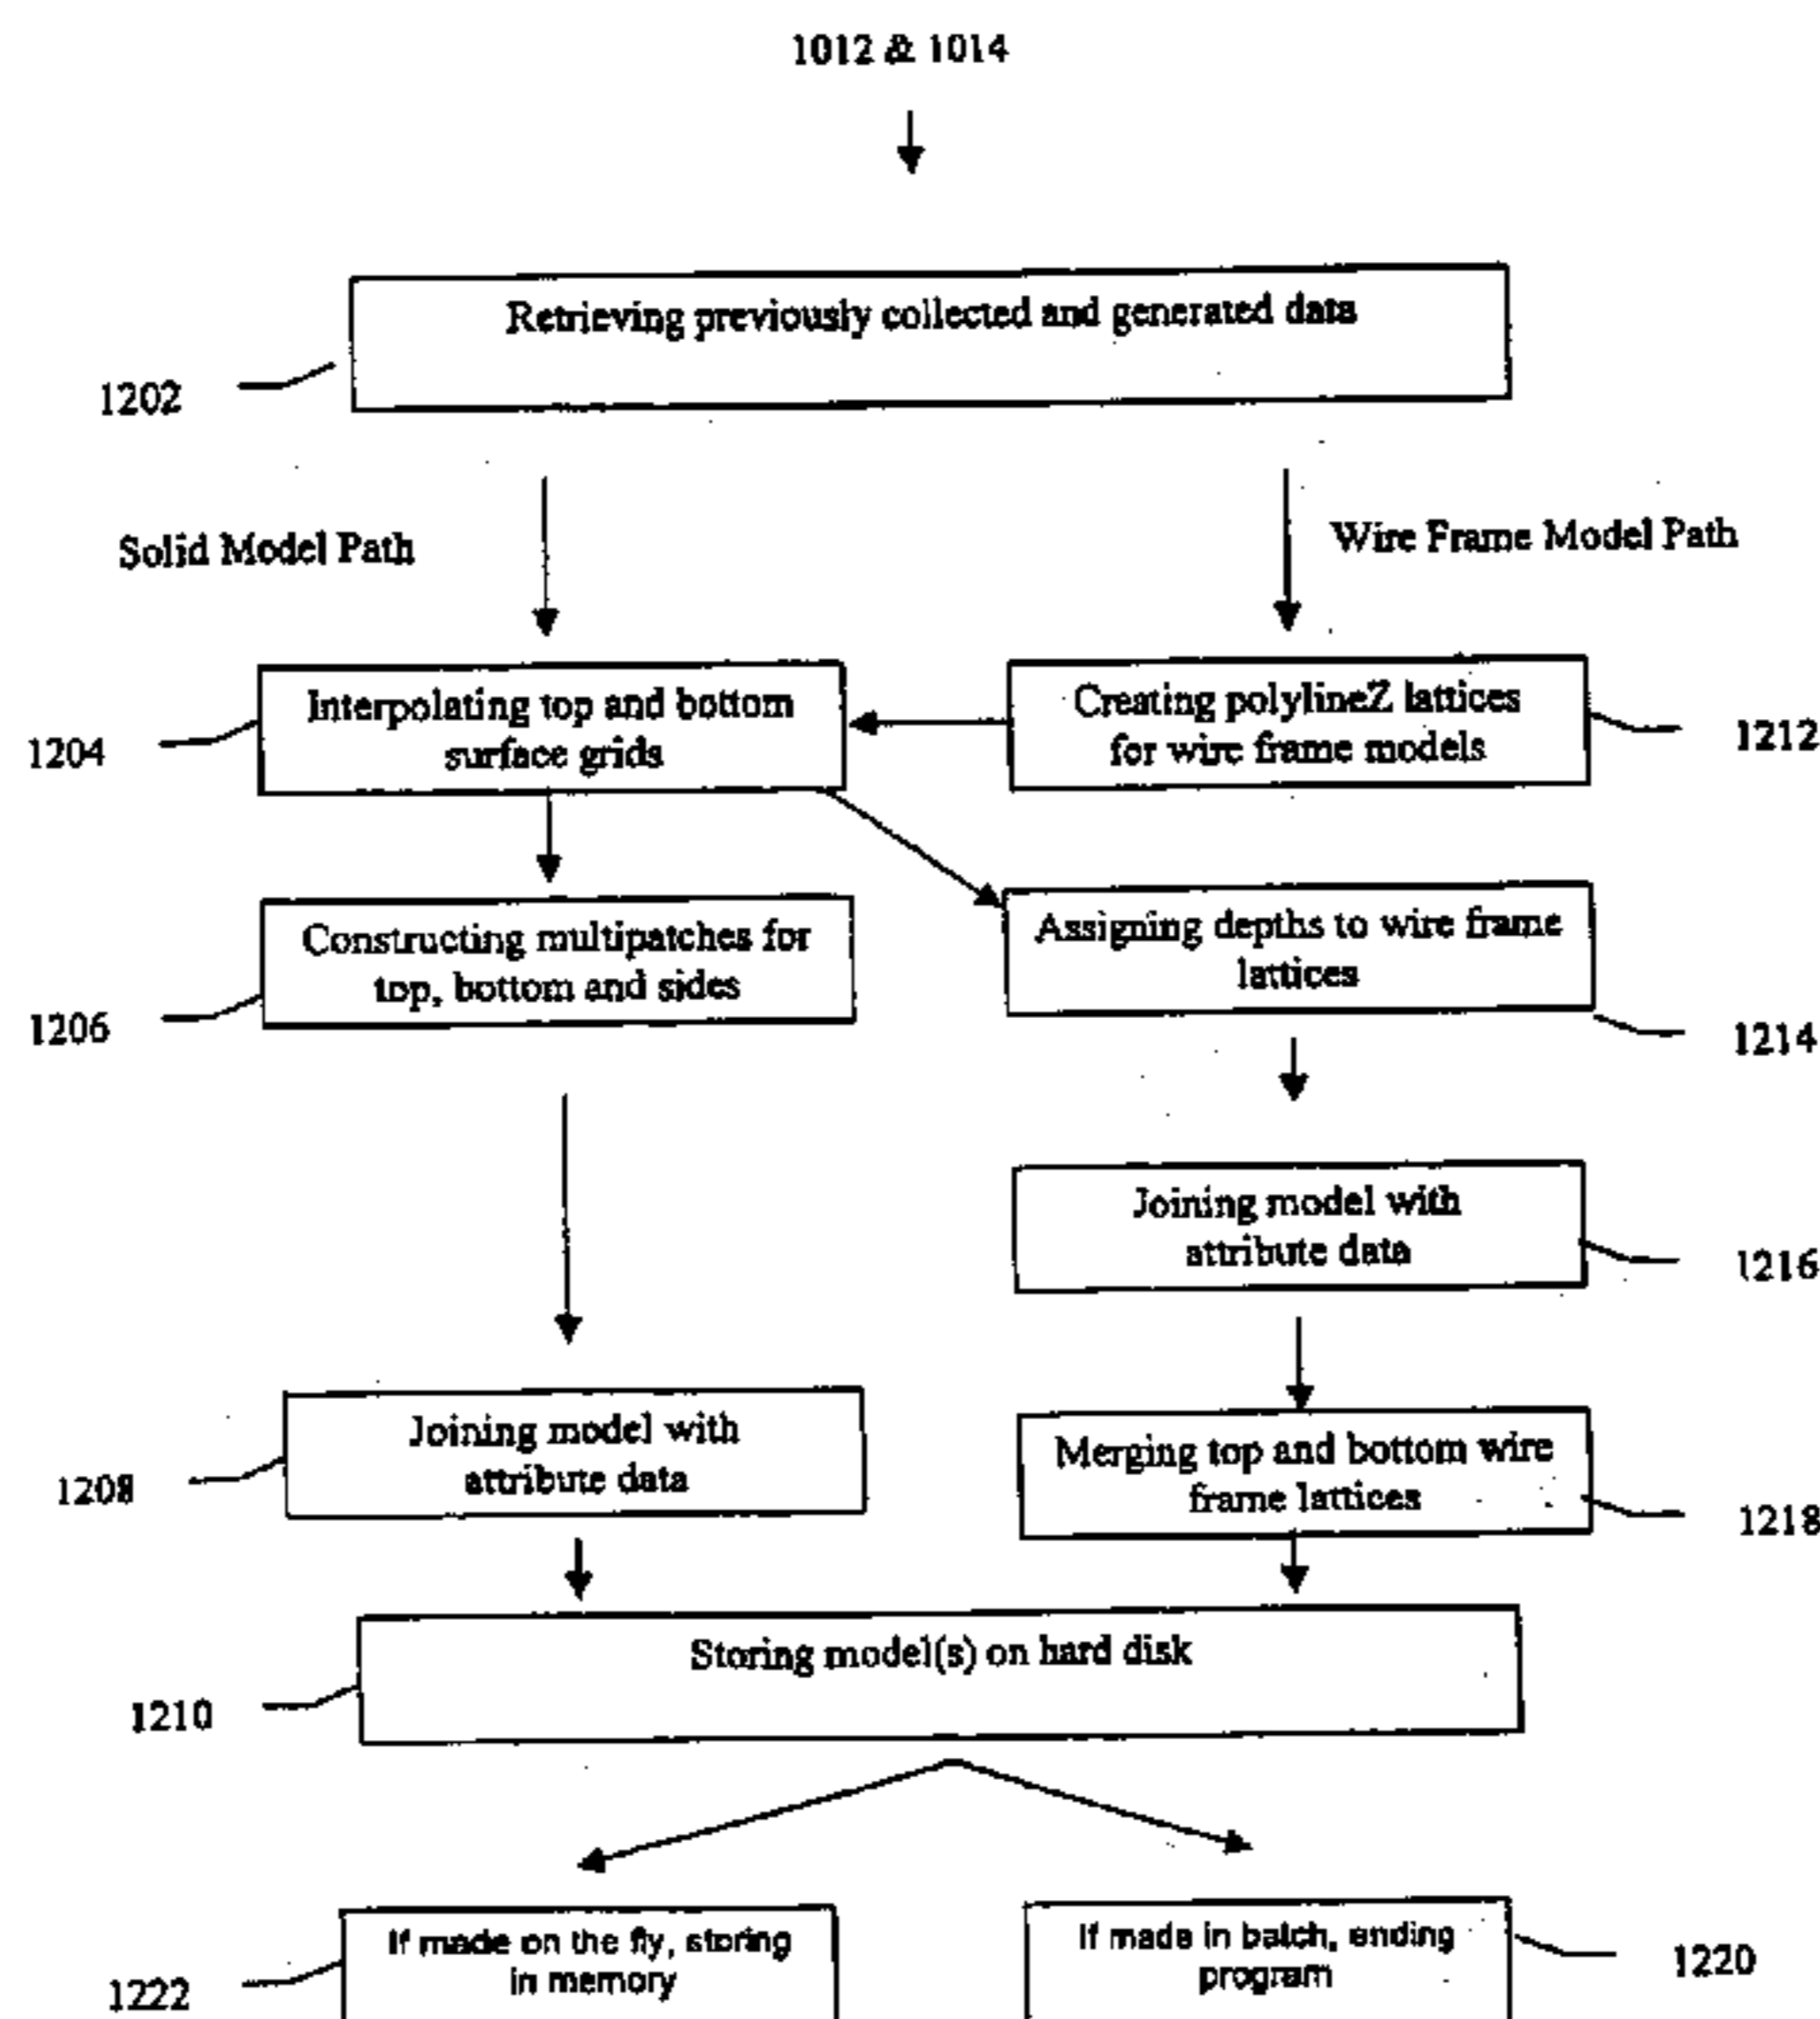 1012 & 1014
Retrieving previously collected and generated data
1202
Solid Model Path
Wire Frame Model Path
Interpolating top and bottom
surface grids
1204
Creating polylineZ lattices
for wire frame models
1212
Constructing multipatches for
top, bottom and sides
1206
Assigning depths to wire frame
lattices
1214
Joining model with
attribute data
1216
Joining model with
attribute data
1208
Merging top and bottom wire
frame lattices
1218
Storing model(s) on hard disk
1210
If made on the fly, storing
in memory
1222
If made in batch, ending
program
1220